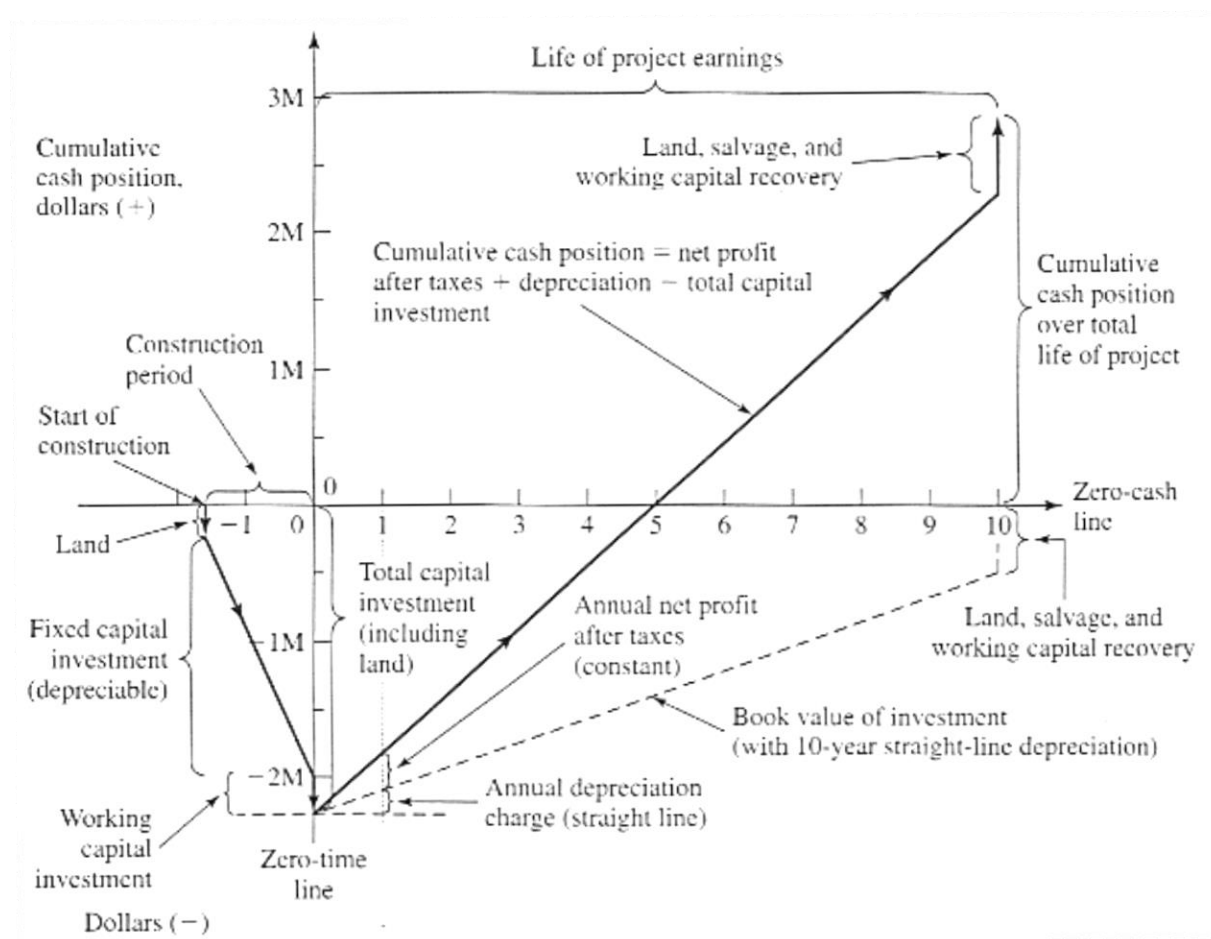 Life of project earnings
3M
Cumulative
cash position,
dollars (+)
Land, salvage, and
working capital recovery
2M
Cumulative cash position = net profit
after taxes + depreciation − total capital
investment
Cumulative
cash position
over total
life of project
Construction
period
1M
Start of
construction
0
Zero-cash
line
−1 0 1 2 3 4 5 6 7 8 9 10
Land
Total capital
investment
(including
land)
Annual net profit
after taxes
(constant)
Land, salvage, and
working capital recovery
Fixed capital
investment
(depreciable)
−1M
Book value of investment
(with 10-year straight-line depreciation)
−2M
Annual depreciation
charge (straight line)
Working
capital
investment
Zero-time
line
Dollars (−)